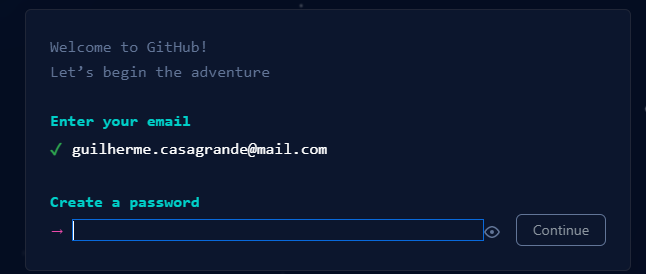 Welcome to GitHub!
Let’s begin the adventure
Enter your email
✓ guilherme.casagrande@mail.com
Create a password
→
Continue